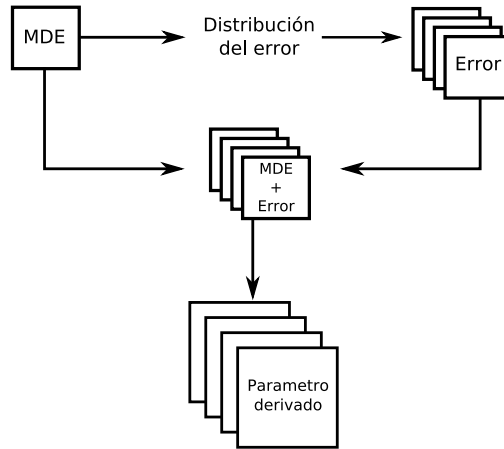 MDE
Distribución
del error
Error
MDE
+
Error
Parametro
derivado